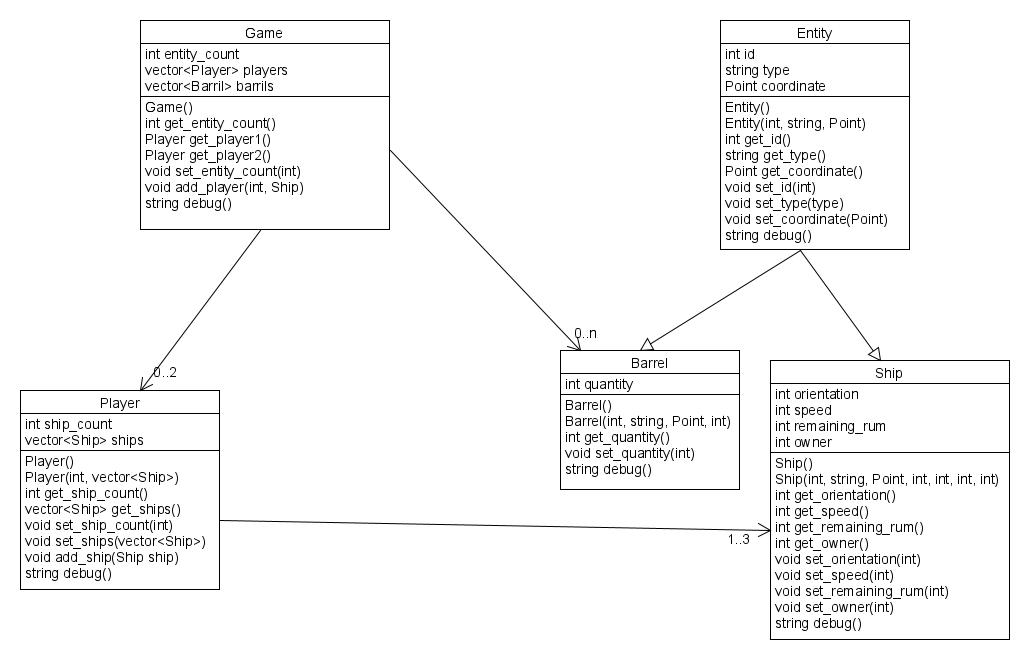 Game
int entity_count
vector<Player> players
vector<Barril> barrils
Game()
int get_entity_count()
Player get_player1()
Player get_player2()
void set_entity_count(int)
void add_player(int, Ship)
string debug()
Entity
int id
string type
Point coordinate
Entity()
Entity(int, string, Point)
int get_id()
string get_type()
Point get_coordinate()
void set_id(int)
void set_type(type)
void set_coordinate(Point)
string debug()
0..n
0..2
Player
int ship_count
vector<Ship> ships
Player()
Player(int, vector<Ship>)
int get_ship_count()
vector<Ship> get_ships()
void set_ship_count(int)
void set_ships(vector<Ship>)
void add_ship(Ship ship)
string debug()
Barrel
int quantity
Barrel()
Barrel(int, string, Point, int)
int get_quantity()
void set_quantity(int)
string debug()
1..3
Ship
int orientation
int speed
int remaining_rum
int owner
Ship()
Ship(int, string, Point, int, int, int, int)
int get_orientation()
int get_speed()
int get_remaining_rum()
int get_owner()
void set_orientation(int)
void set_speed(int)
void set_remaining_rum(int)
void set_owner(int)
string debug()